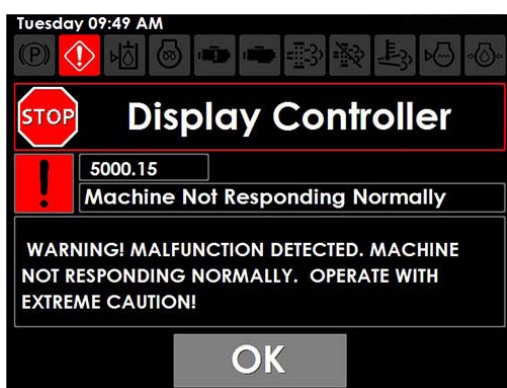 Tuesday 09:49 AM
(P)
STOP Display Controller
5000.15
Machine Not Responding Normally
WARNING! MALFUNCTION DETECTED. MACHINE
NOT RESPONDING NORMALLY. OPERATE WITH
EXTREME CAUTION!
OK